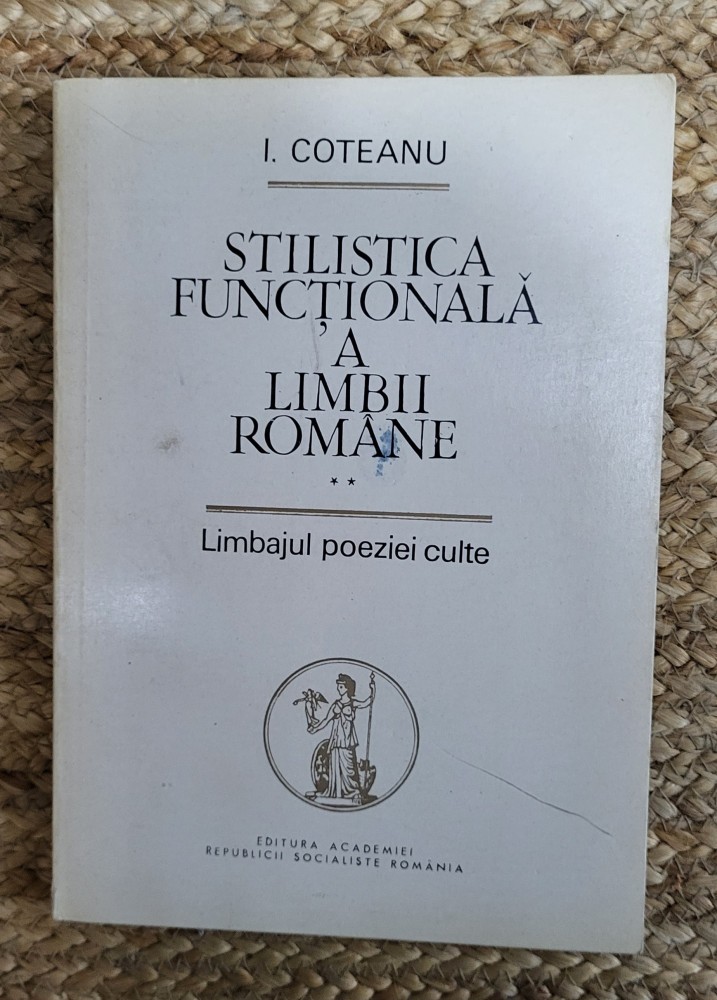 I. COTEANU
STILISTICA
FUNCȚIONALĂ
A
LIMBII
ROMÂNE
**
Limbajul poeziei culte
EDITURA ACADEMIEI
REPUBLICII SOCIALISTE ROMÂNIA